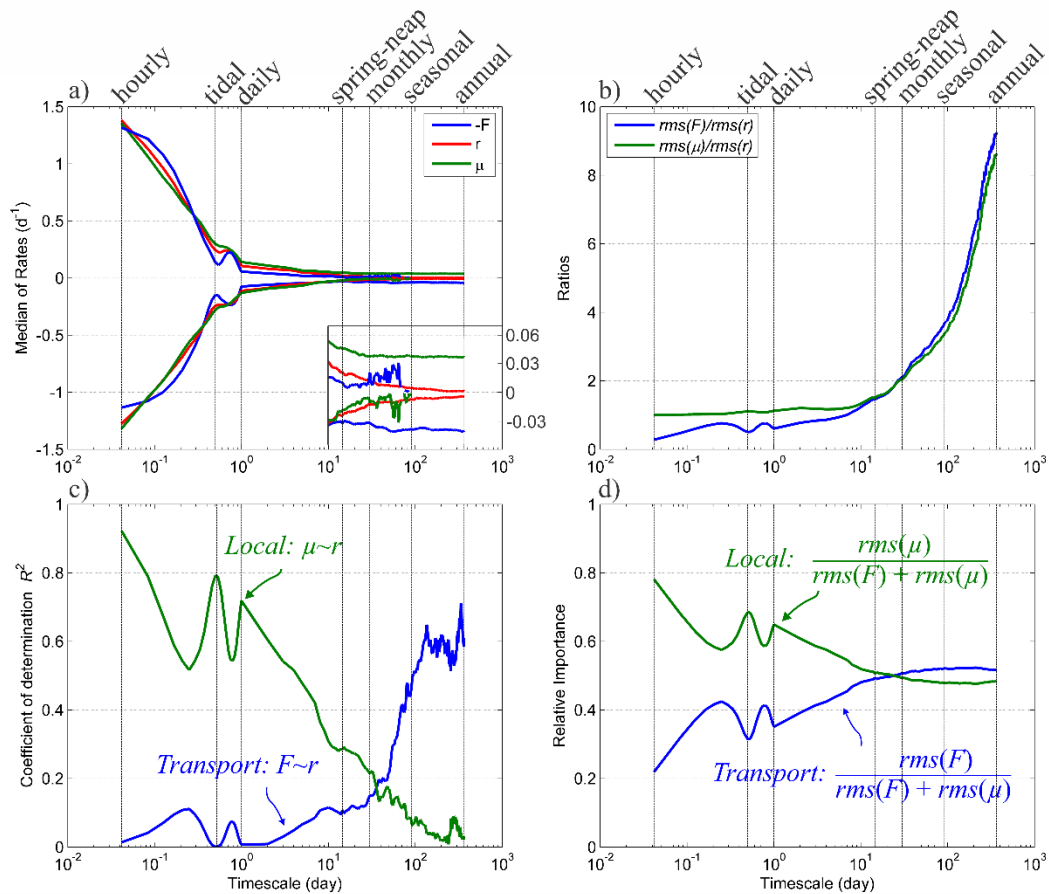 hourly tidal daily spring-neap monthly seasonal annual
hourly tidal daily spring-neap monthly seasonal annual
a)
1.5
1
0.5
0
-0.5
-1
-1.5
Median of Rates (d⁻¹)
-F
r
μ
0.06
0.03
0
-0.03
10⁻² 10⁻¹ 10⁰ 10¹ 10² 10³
b)
10
8
6
4
2
0
Ratios
rms(F)/rms(r)
rms(μ)/rms(r)
10⁻² 10⁻¹ 10⁰ 10¹ 10² 10³
c)
1
0.8
0.6
0.4
0.2
0
Coefficient of determination R²
Local: μ~r
Transport: F~r
10⁻² 10⁻¹ 10⁰ 10¹ 10² 10³
Timescale (day)
d)
1
0.8
0.6
0.4
0.2
0
Relative Importance
Local: rms(μ)
rms(F) + rms(μ)
Transport: rms(F)
rms(F) + rms(μ)
10⁻² 10⁻¹ 10⁰ 10¹ 10² 10³
Timescale (day)